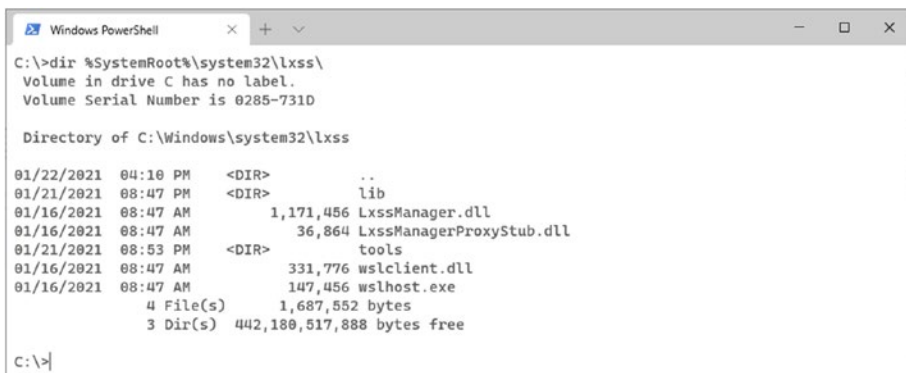 Windows PowerShell
C:\>dir %SystemRoot%\system32\lxss\
Volume in drive C has no label.
Volume Serial Number is 0285-731D
Directory of C:\Windows\system32\lxss
01/22/2021 04:10 PM <DIR> ..
01/21/2021 08:47 PM <DIR> lib
01/16/2021 08:47 AM 1,171,456 LxssManager.dll
01/16/2021 08:47 AM 36,864 LxssManagerProxyStub.dll
01/21/2021 08:53 PM <DIR> tools
01/16/2021 08:47 AM 331,776 wslclient.dll
01/16/2021 08:47 AM 147,456 wslhost.exe
4 File(s) 1,687,552 bytes
3 Dir(s) 442,180,517,888 bytes free
C:\>